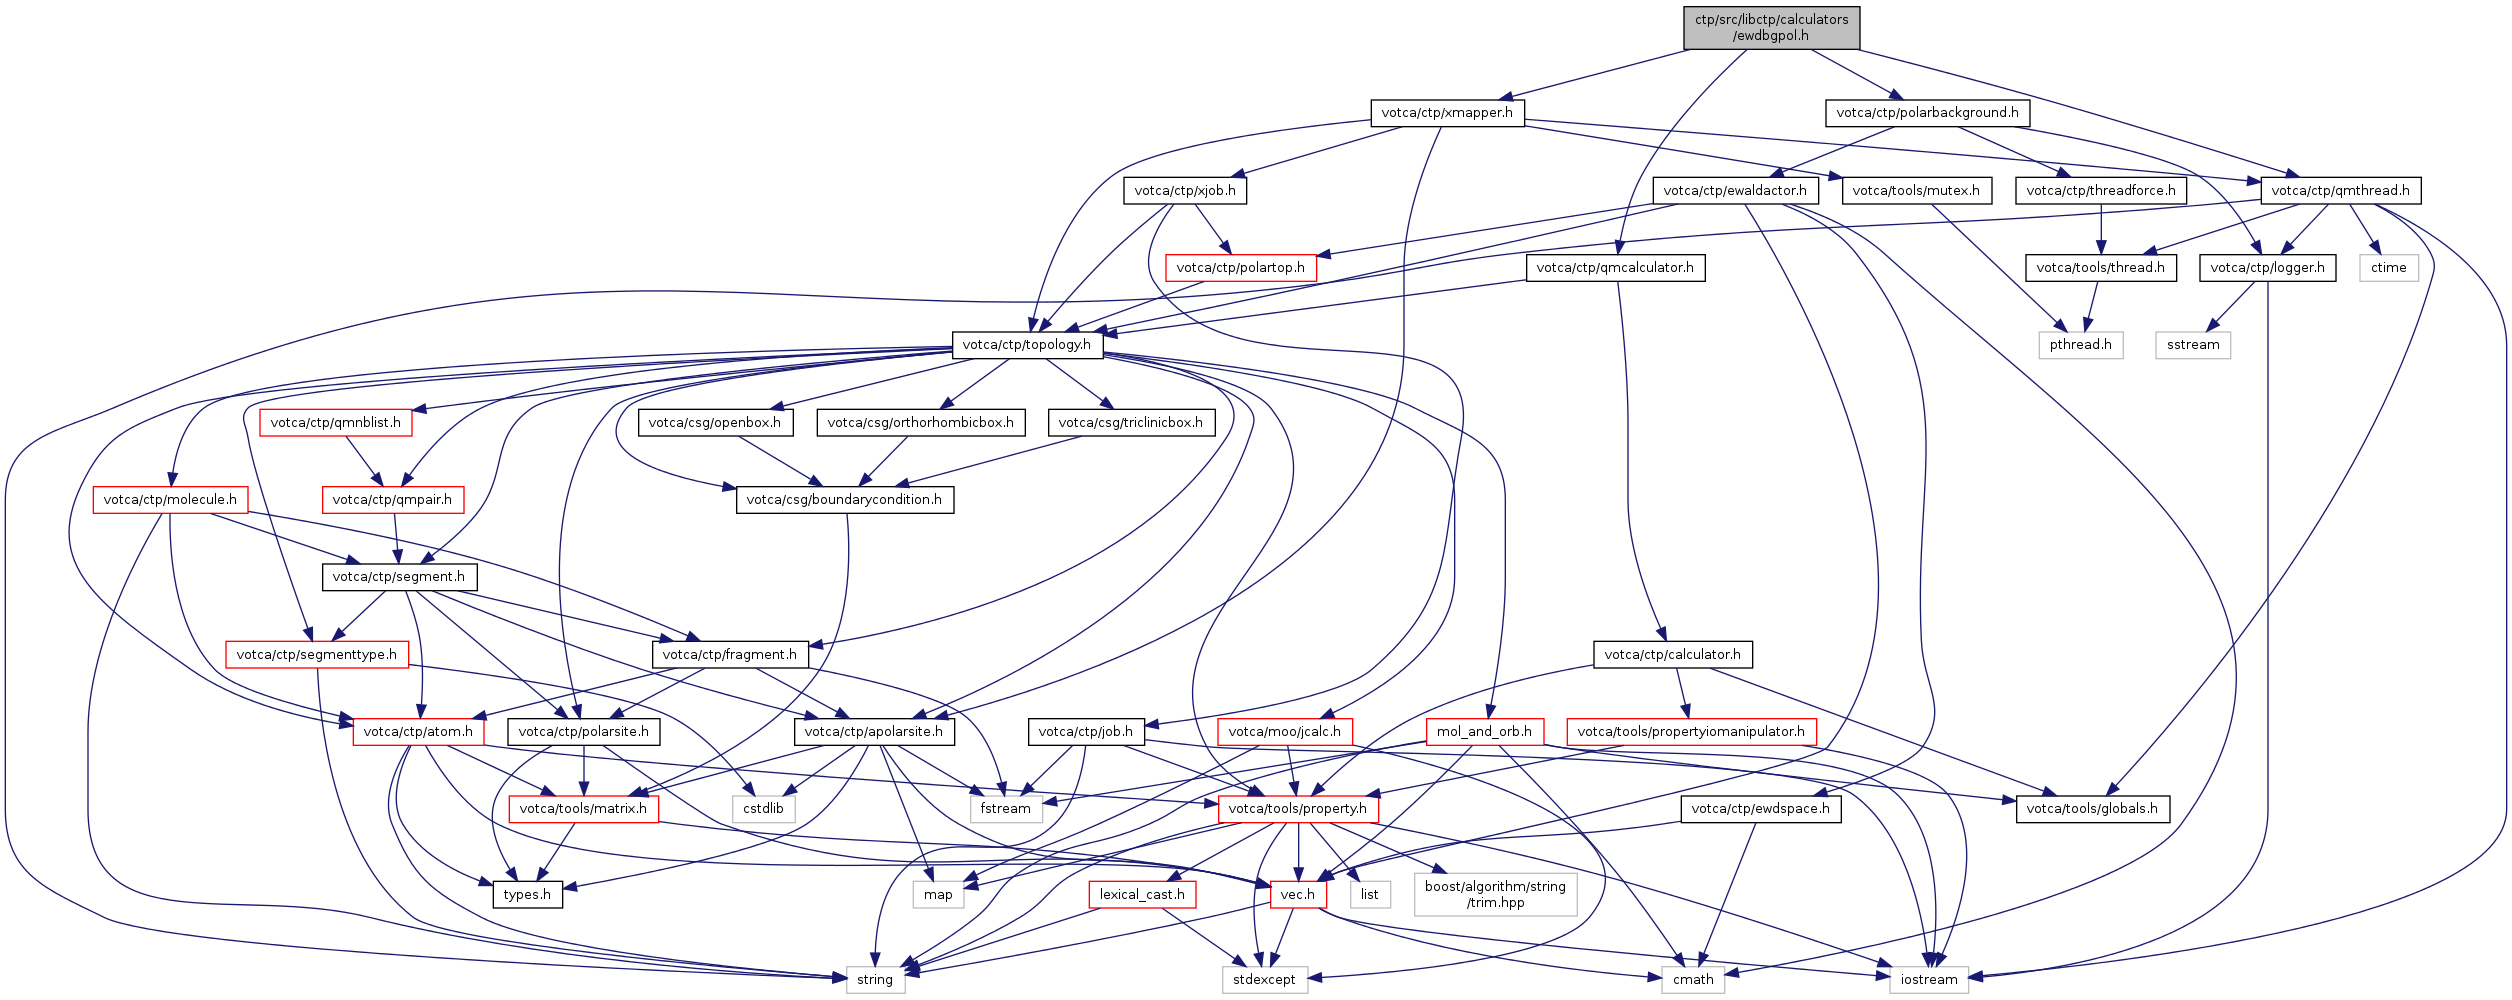 ctp/src/libctp/calculators
/ewdbgpol.h
votca/ctp/xmapper.h
votca/ctp/polarbackground.h
votca/ctp/xjob.h
votca/ctp/ewaldactor.h
votca/tools/mutex.h
votca/ctp/threadforce.h
votca/ctp/qmthread.h
votca/ctp/polartop.h
votca/ctp/qmcalculator.h
votca/tools/thread.h
votca/ctp/logger.h
ctime
votca/ctp/topology.h
pthread.h
sstream
votca/ctp/qmnblist.h
votca/csg/openbox.h
votca/csg/orthorhombicbox.h
votca/csg/triclinicbox.h
votca/ctp/molecule.h
votca/ctp/qmpair.h
votca/csg/boundarycondition.h
votca/ctp/segment.h
votca/ctp/segmenttype.h
votca/ctp/fragment.h
votca/ctp/calculator.h
votca/ctp/atom.h
votca/ctp/polarsite.h
votca/ctp/apolarsite.h
votca/ctp/job.h
votca/moo/jcalc.h
mol_and_orb.h
votca/tools/propertyiomanipulator.h
votca/tools/matrix.h
cstdlib
fstream
votca/tools/property.h
votca/ctp/ewdspace.h
votca/tools/globals.h
types.h
map
lexical_cast.h
vec.h
list
boost/algorithm/string
/trim.hpp
string
stdexcept
cmath
iostream